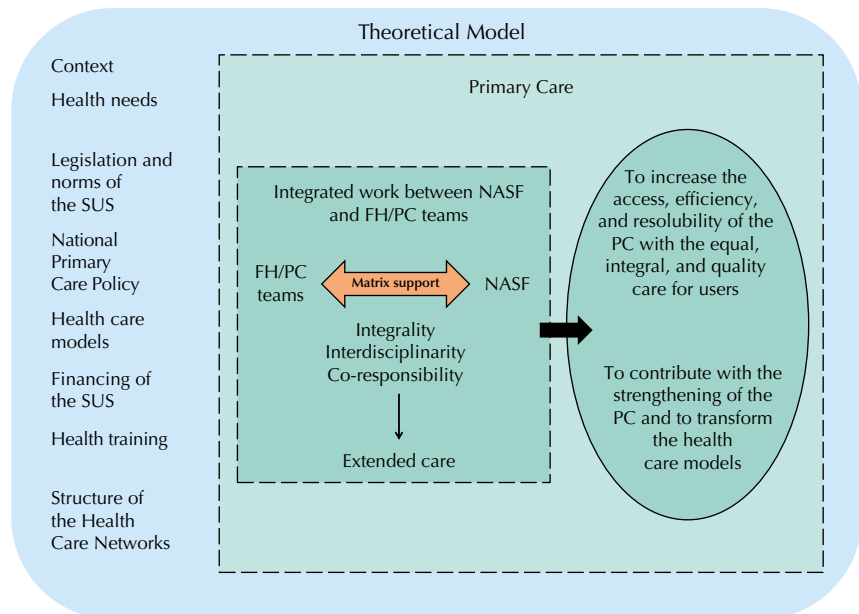 Theoretical Model
Context
Health needs
Legislation and
norms of
the SUS
National
Primary
Care Policy
Health care
models
Financing of
the SUS
Health training
Structure of
the Health
Care Networks
Primary Care
Integrated work between NASF
and FH/PC teams
FH/PC
teams
Matrix support
NASF
Integrality
Interdisciplinarity
Co-responsibility
Extended care
To increase the
access, efficiency,
and resolubility of the
PC with the equal,
integral, and quality
care for users
To contribute with the
strengthening of the
PC and to transform
the health
care models